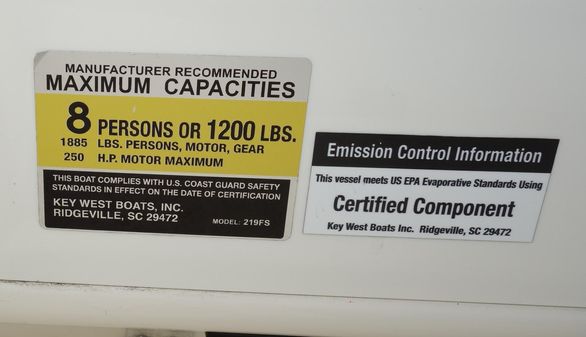 MANUFACTURER RECOMMENDED
MAXIMUM CAPACITIES
8 PERSONS OR 1200 LBS.
1885 LBS. PERSONS, MOTOR, GEAR
250 H.P. MOTOR MAXIMUM
THIS BOAT COMPLIES WITH U.S. COAST GUARD SAFETY
STANDARDS IN EFFECT ON THE DATE OF CERTIFICATION
KEY WEST BOATS, INC.
RIDGEVILLE, SC 29472
MODEL: 219FS
Emission Control Information
This vessel meets US EPA Evaporative Standards Using
Certified Component
Key West Boats Inc. Ridgeville, SC 29472